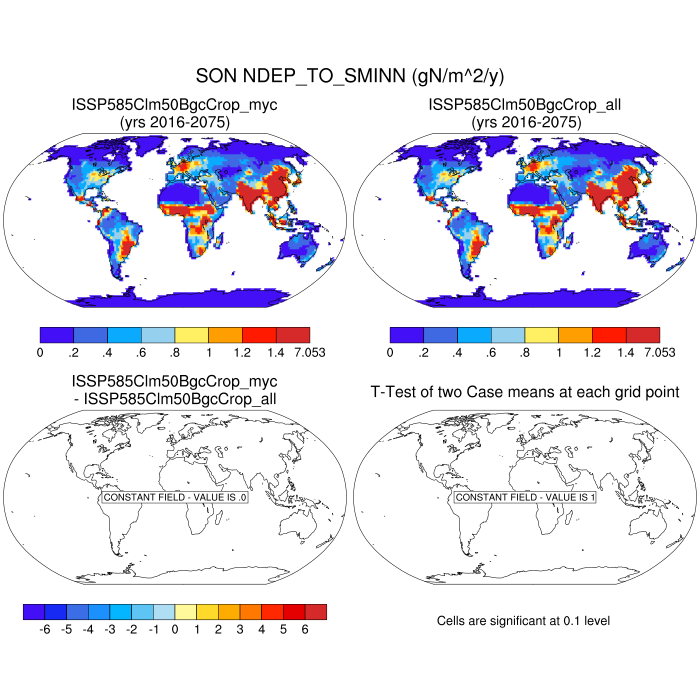 SON NDEP_TO_SMINN (gN/m^2/y)
ISSP585Clm50BgcCrop_myc
(yrs 2016-2075)
ISSP585Clm50BgcCrop_all
(yrs 2016-2075)
0 .2 .4 .6 .8 1 1.2 1.4 7.053
0 .2 .4 .6 .8 1 1.2 1.4 7.053
ISSP585Clm50BgcCrop_myc
- ISSP585Clm50BgcCrop_all
T-Test of two Case means at each grid point
CONSTANT FIELD - VALUE IS .0
CONSTANT FIELD - VALUE IS 1
-6 -5 -4 -3 -2 -1 0 1 2 3 4 5 6
Cells are significant at 0.1 level